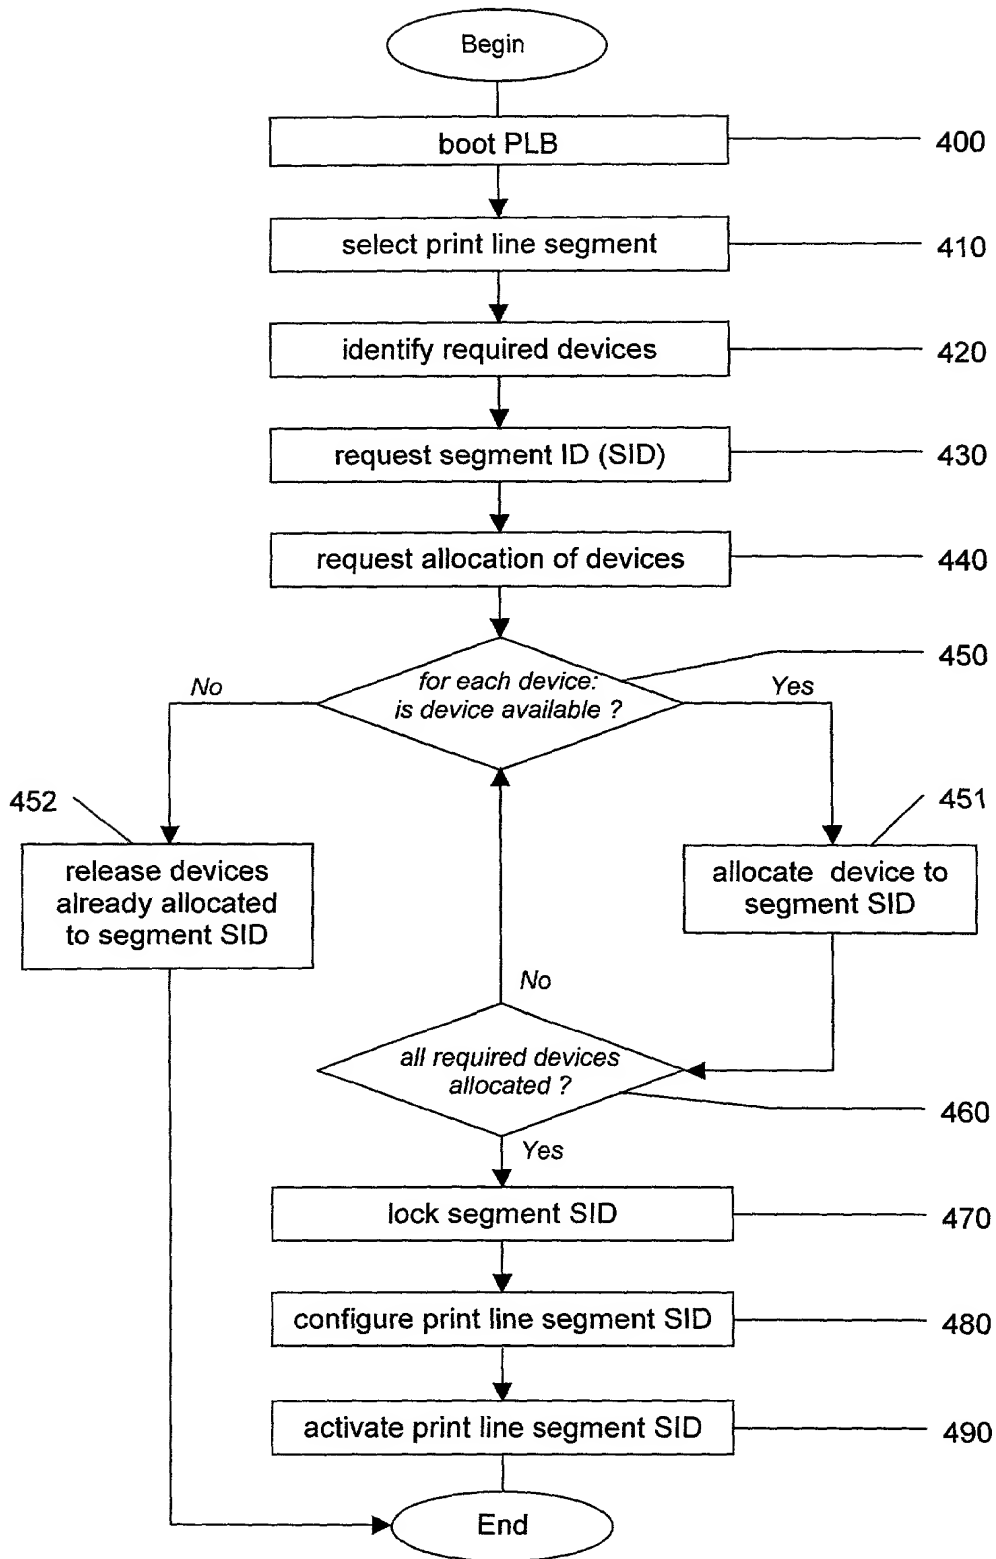 Begin
boot PLB
400
select print line segment
410
identify required devices
420
request segment ID (SID)
430
request allocation of devices
440
450
No
for each device:
is device available ?
Yes
452
451
release devices
already allocated
to segment SID
allocate device to
segment SID
No
all required devices
allocated ?
460
Yes
lock segment SID
470
configure print line segment SID
480
activate print line segment SID
490
End